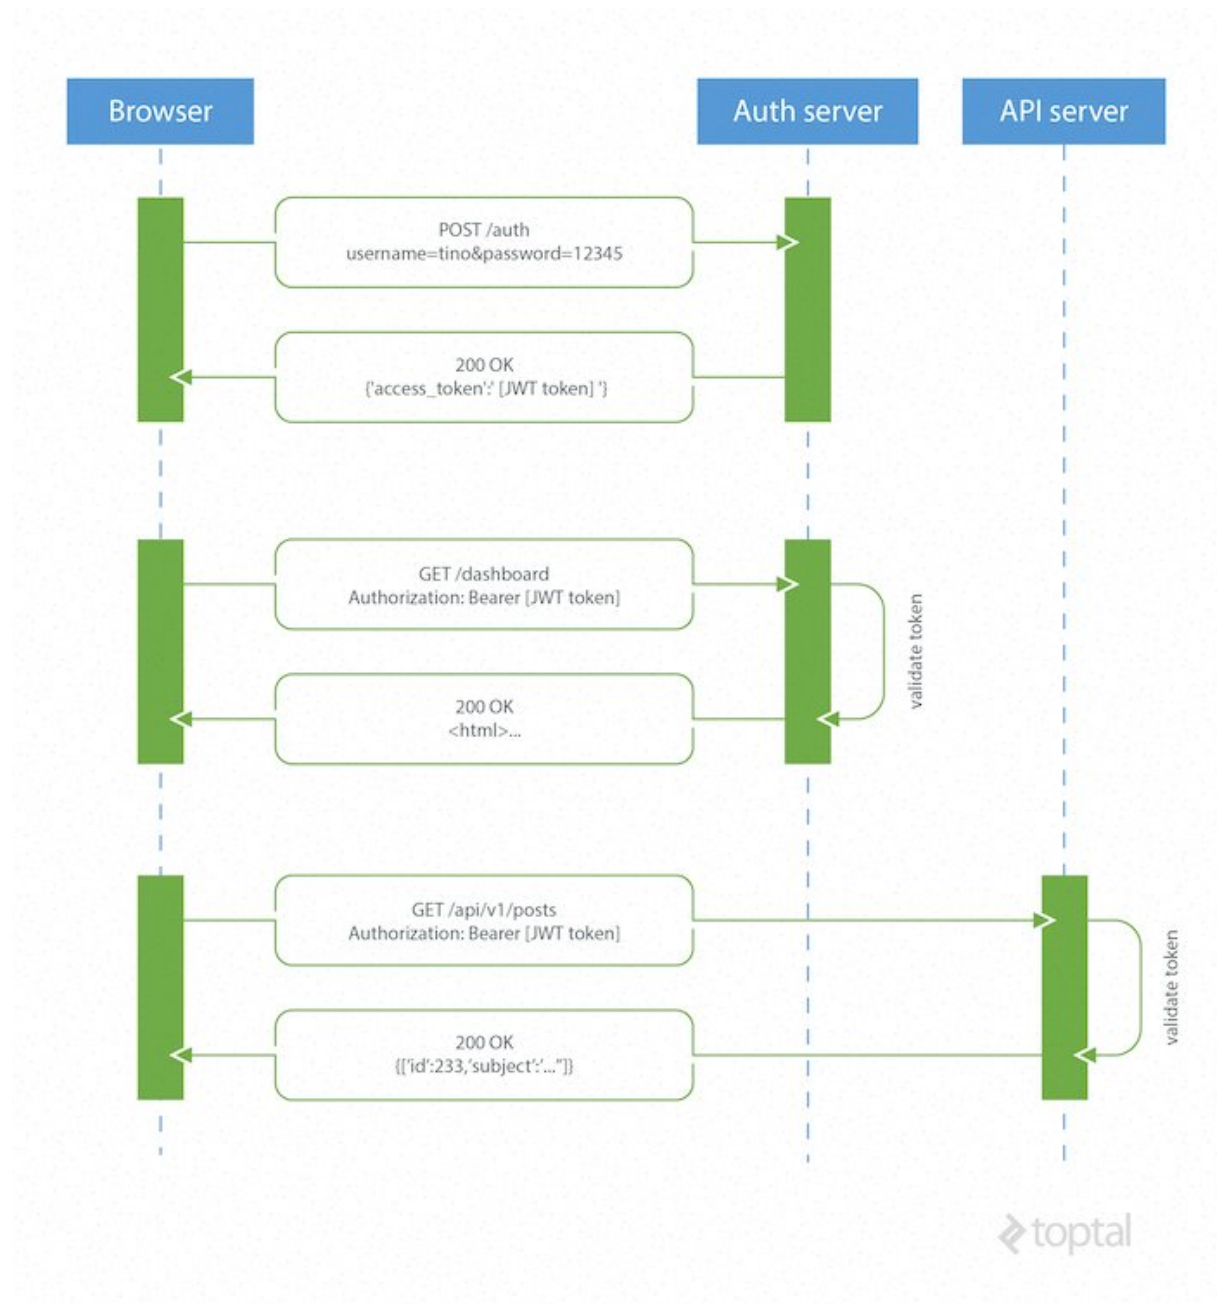 Browser
Auth server
API server
POST /auth
username=tino&password=12345
200 OK
{'access_token':' [JWT token] '}
GET /dashboard
Authorization: Bearer [JWT token]
validate token
200 OK
<html>...
GET /api/v1/posts
Authorization: Bearer [JWT token]
validate token
200 OK
{['id':233,'subject':'...'']}
toptal